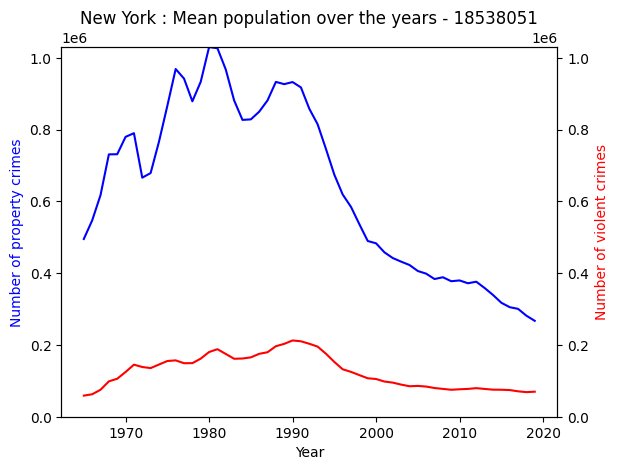 New York : Mean population over the years - 18538051
1e6 1e6
1.0 1.0
0.8 0.8
0.6 0.6
0.4 0.4
0.2 0.2
0.0 0.0
Number of property crimes
Number of violent crimes
1970 1980 1990 2000 2010 2020
Year